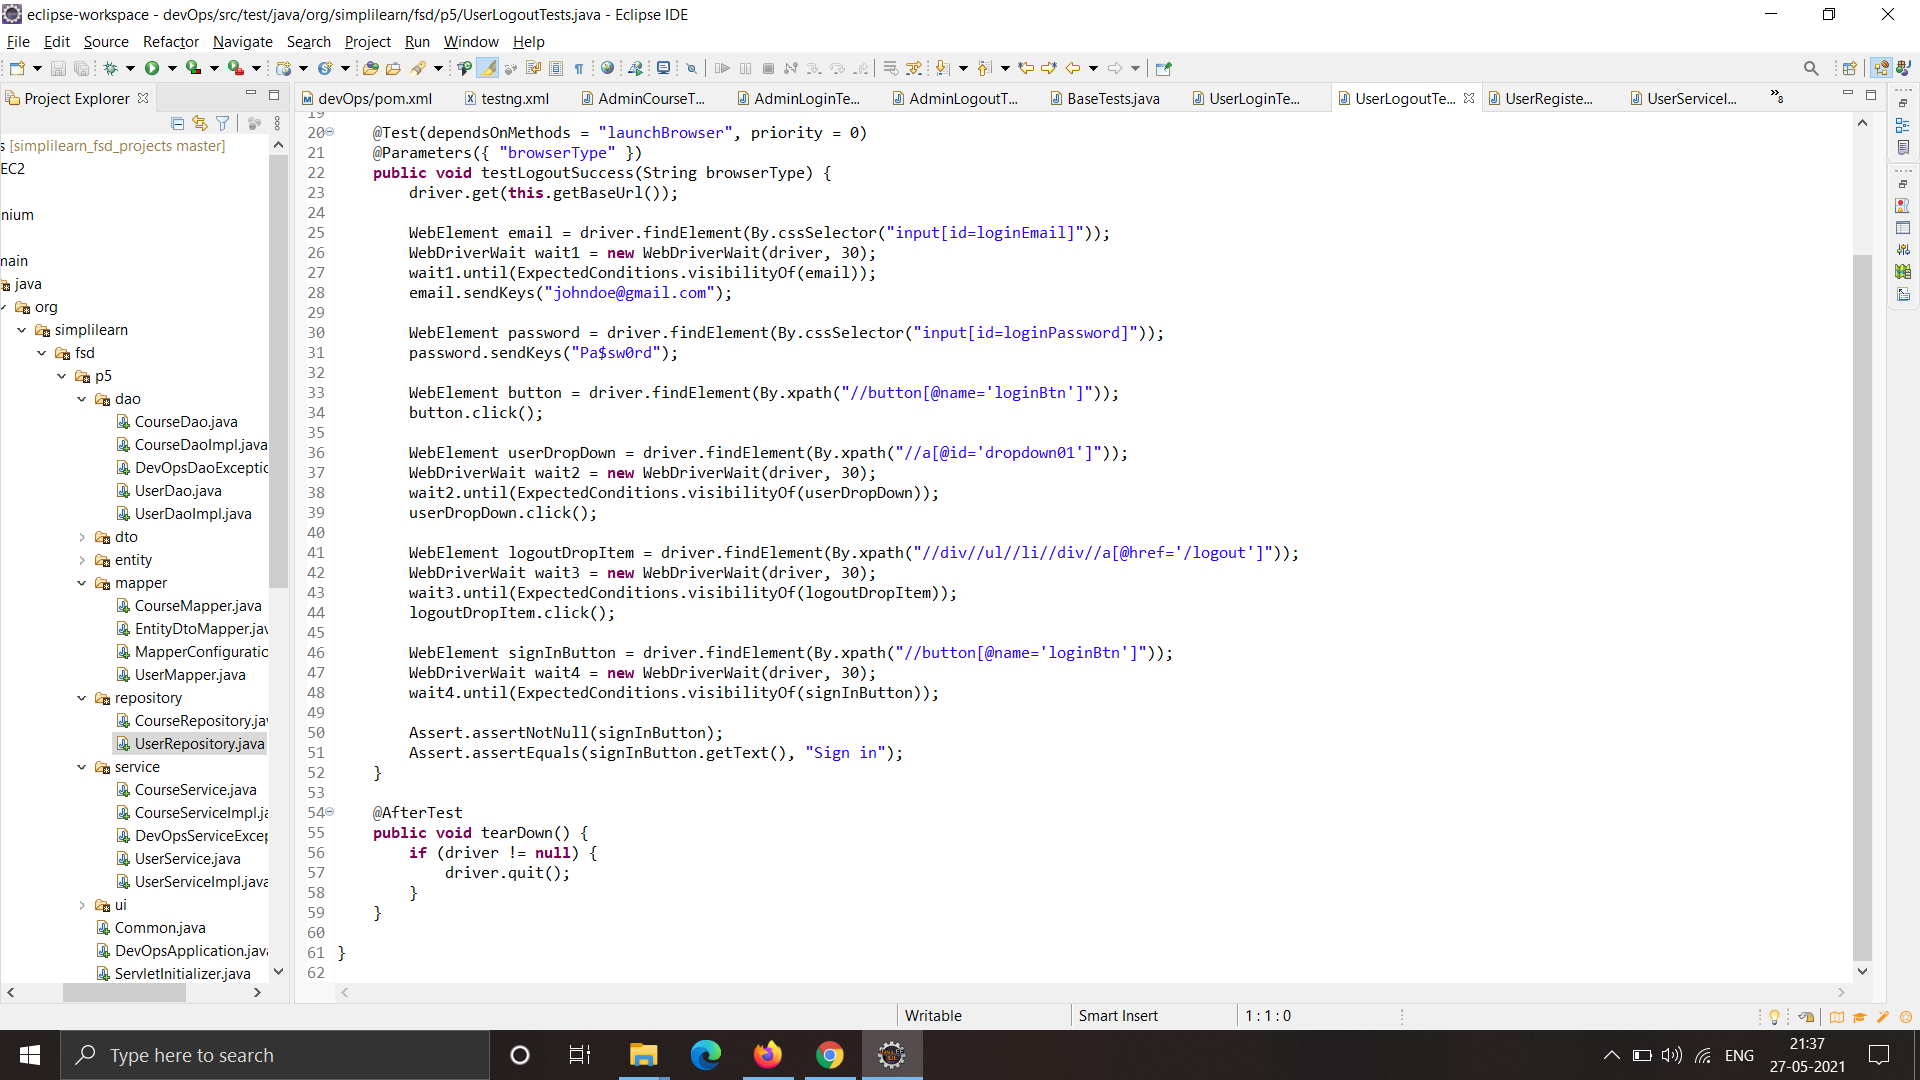 eclipse-workspace - devOps/src/test/java/org/simplilearn/fsd/p5/UserLogoutTests.java - Eclipse IDE
File Edit Source Refactor Navigate Search Project Run Window Help
Project Explorer
devOps/pom.xml testng.xml AdminCourseT... AdminLoginTe... AdminLogoutT... BaseTests.java UserLoginTe... UserLogoutTe... UserRegiste... UserServiceI... »8
s [simplilearn_fsd_projects master]
EC2
nium
nain
java
org
simplilearn
fsd
p5
dao
CourseDao.java
CourseDaoImpl.java
DevOpsDaoExceptic
UserDao.java
UserDaoImpl.java
dto
entity
mapper
CourseMapper.java
EntityDtoMapper.jav
MapperConfiguratic
UserMapper.java
repository
CourseRepository.jav
UserRepository.java
service
CourseService.java
CourseServiceImpl.ja
DevOpsServiceExcep
UserService.java
UserServiceImpl.java
ui
Common.java
DevOpsApplication.java
ServletInitializer.java
19
20 @Test(dependsOnMethods = "launchBrowser", priority = 0)
21 @Parameters({ "browserType" })
22 public void testLogoutSuccess(String browserType) {
23 driver.get(this.getBaseUrl());
24
25 WebElement email = driver.findElement(By.cssSelector("input[id=loginEmail]"));
26 WebDriverWait wait1 = new WebDriverWait(driver, 30);
27 wait1.until(ExpectedConditions.visibilityOf(email));
28 email.sendKeys("johndoe@gmail.com");
29
30 WebElement password = driver.findElement(By.cssSelector("input[id=loginPassword]"));
31 password.sendKeys("Pa$sw0rd");
32
33 WebElement button = driver.findElement(By.xpath("//button[@name='loginBtn']"));
34 button.click();
35
36 WebElement userDropDown = driver.findElement(By.xpath("//a[@id='dropdown01']"));
37 WebDriverWait wait2 = new WebDriverWait(driver, 30);
38 wait2.until(ExpectedConditions.visibilityOf(userDropDown));
39 userDropDown.click();
40
41 WebElement logoutDropItem = driver.findElement(By.xpath("//div//ul//li//div//a[@href='/logout']"));
42 WebDriverWait wait3 = new WebDriverWait(driver, 30);
43 wait3.until(ExpectedConditions.visibilityOf(logoutDropItem));
44 logoutDropItem.click();
45
46 WebElement signInButton = driver.findElement(By.xpath("//button[@name='loginBtn']"));
47 WebDriverWait wait4 = new WebDriverWait(driver, 30);
48 wait4.until(ExpectedConditions.visibilityOf(signInButton));
49
50 Assert.assertNotNull(signInButton);
51 Assert.assertEquals(signInButton.getText(), "Sign in");
52 }
53
54 @AfterTest
55 public void tearDown() {
56 if (driver != null) {
57 driver.quit();
58 }
59 }
60
61 }
62
Writable Smart Insert 1 : 1 : 0
Type here to search
ENG
21:37
27-05-2021